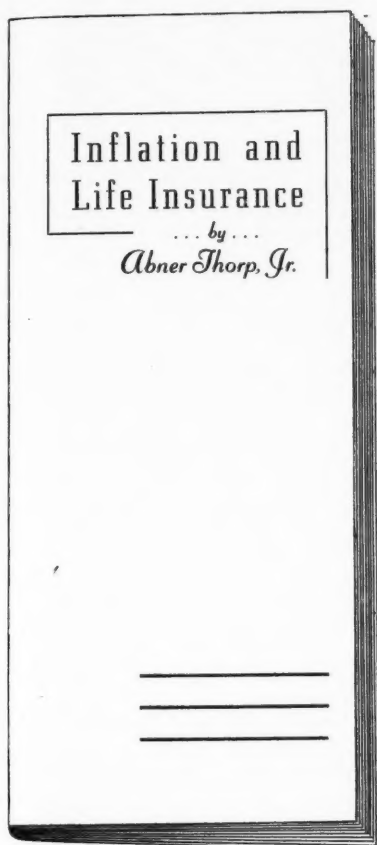 Inflation and
Life Insurance
... by ...
Abner Thorp, Jr.